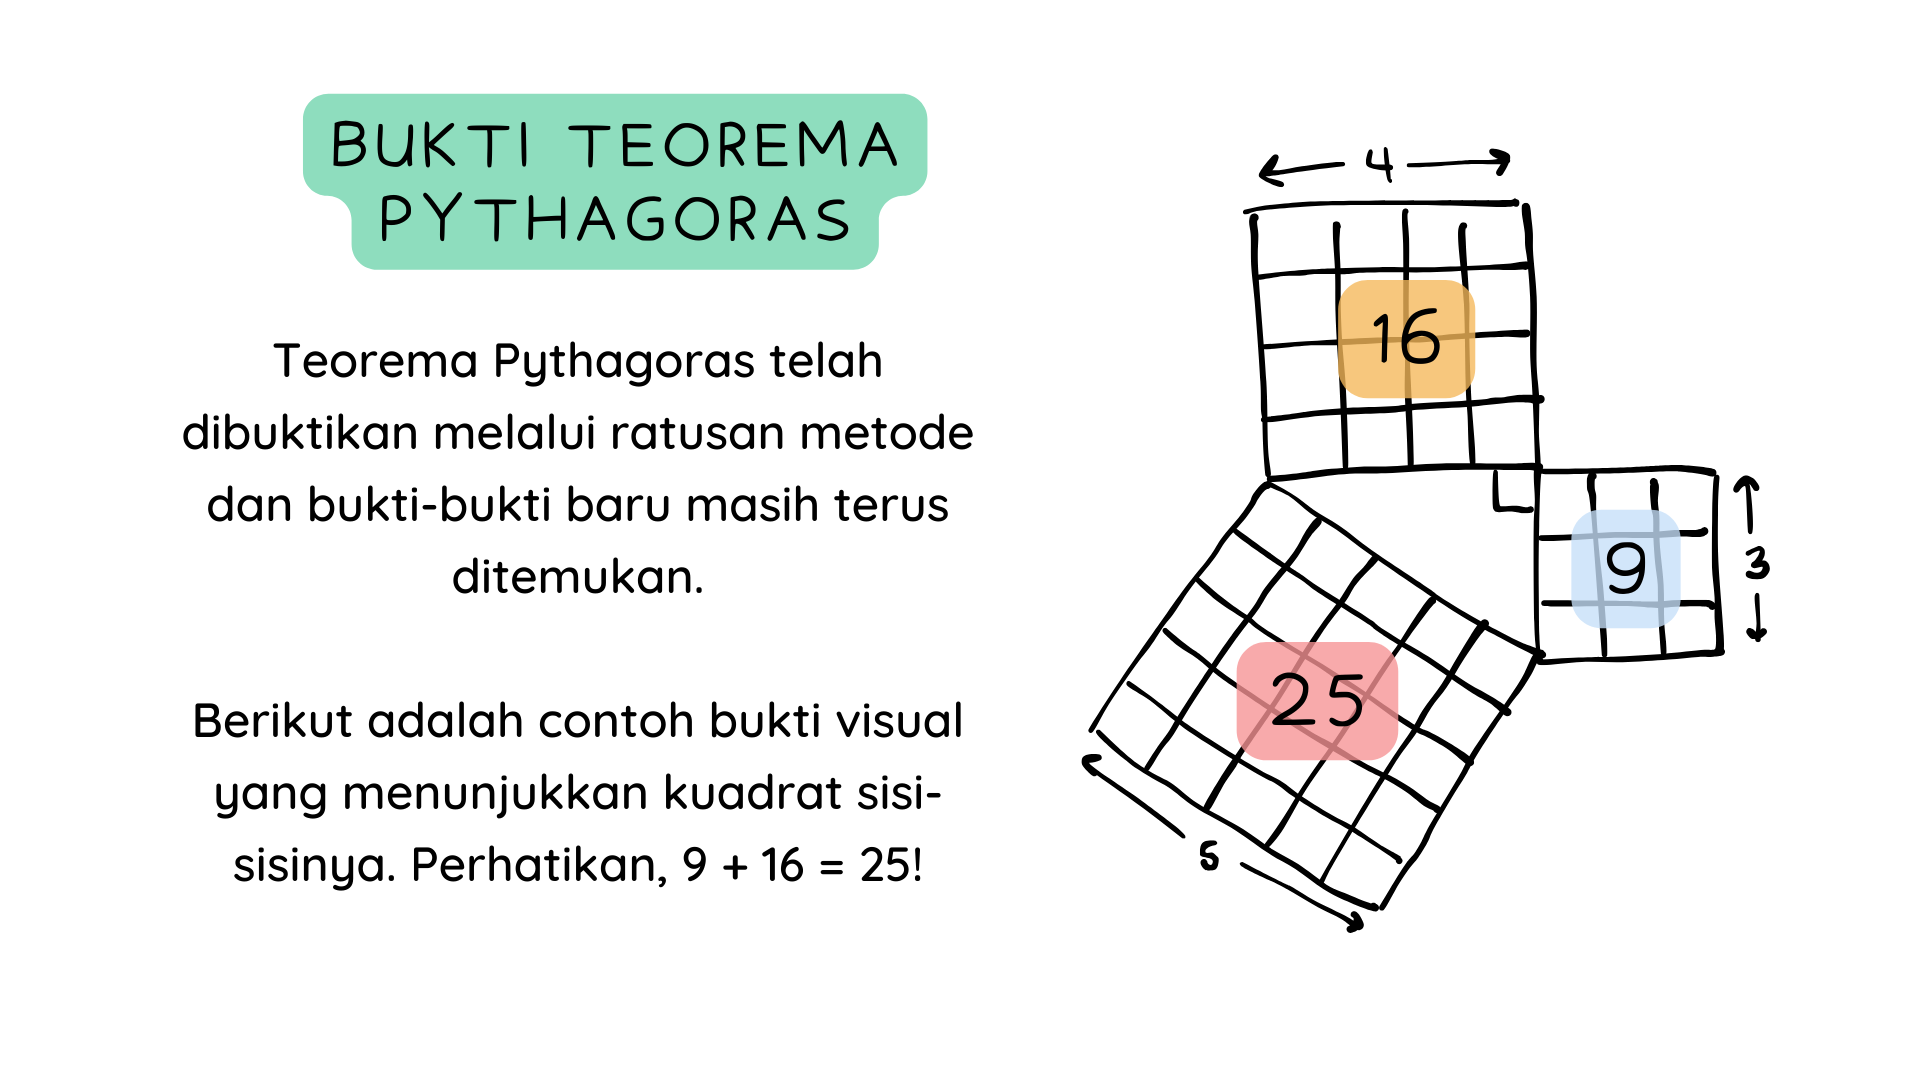 BUKTI TEOREMA
PYTHAGORAS
Teorema Pythagoras telah
dibuktikan melalui ratusan metode
dan bukti-bukti baru masih terus
ditemukan.
Berikut adalah contoh bukti visual
yang menunjukkan kuadrat sisi-
sisinya. Perhatikan, 9 + 16 = 25!
4
16
9
3
25
5